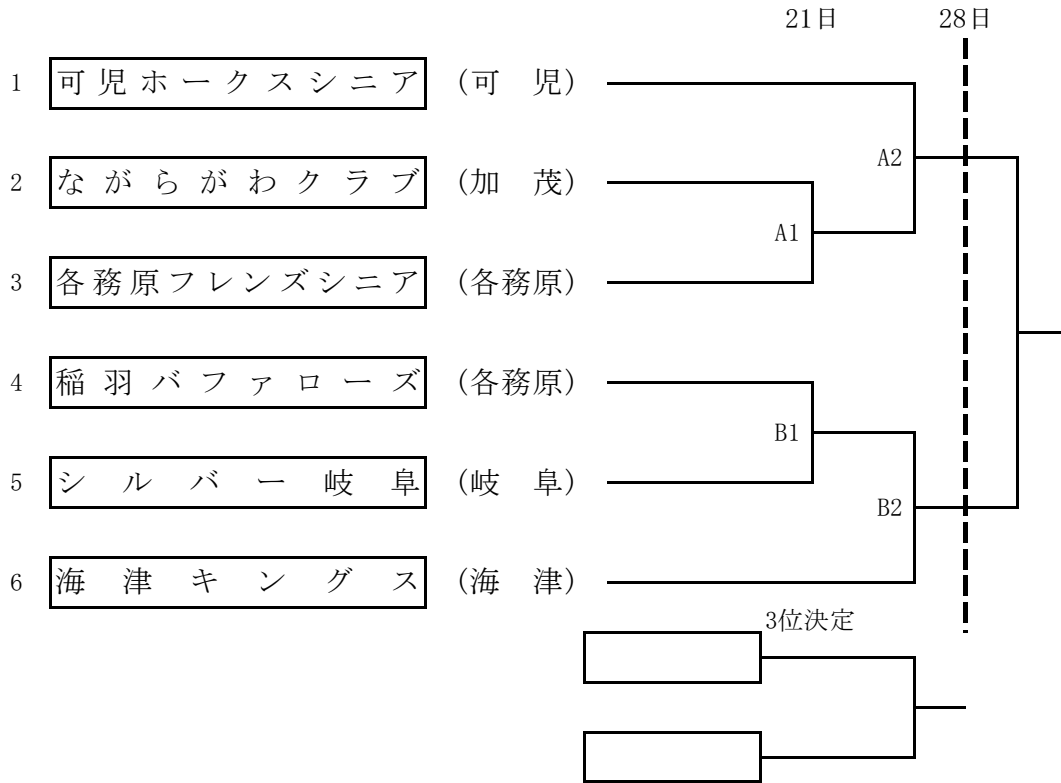 21日 28日
1 可児ホークスシニア (可 児)
A2
2 ながらがわクラブ (加 茂)
A1
3 各務原フレンズシニア (各務原)
4 稲羽バファローズ (各務原)
B1
5 シルバー岐阜 (岐 阜)
B2
6 海津キングス (海 津)
3位決定